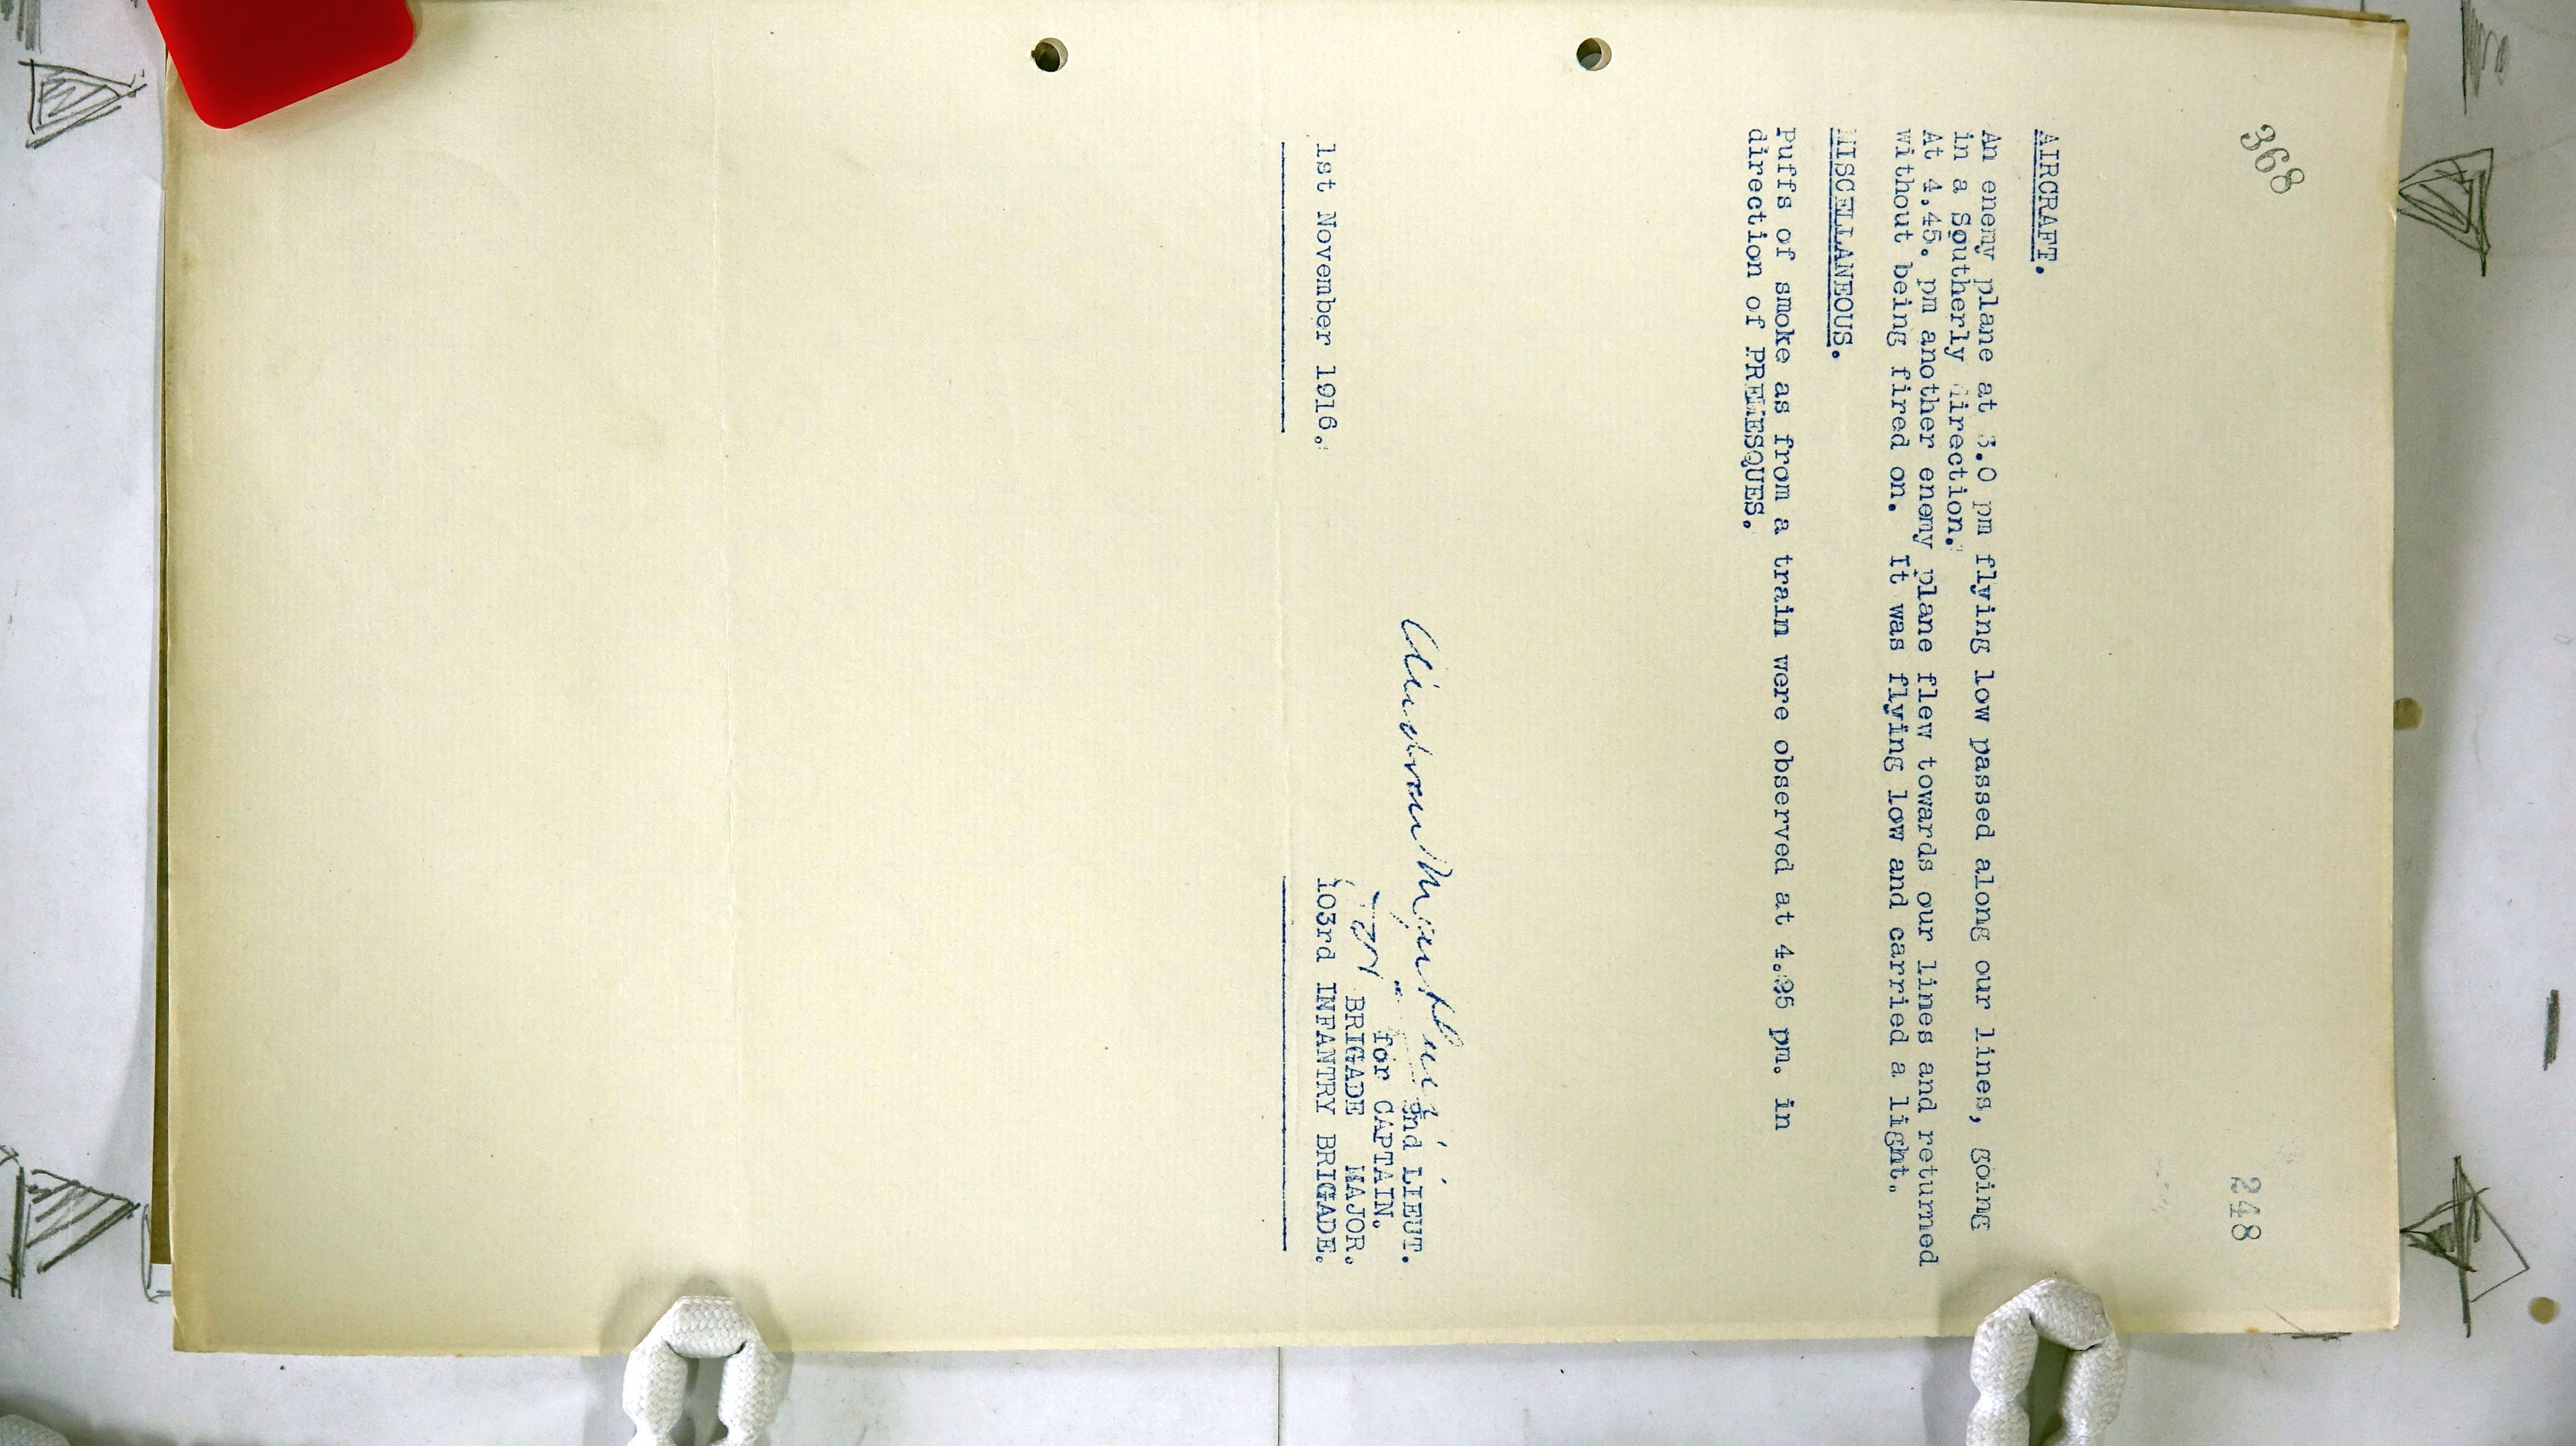 368
248
AIRCRAFT.
An enemy plane at 3.0 pm flying low passed along our lines, going
in a Southerly direction.
At 4.45. pm another enemy plane flew towards our lines and returned
without being fired on. It was flying low and carried a light.
MISCELLANEOUS.
Puffs of smoke as from a train were observed at 4.25 pm. in
direction of PREMESQUES.
2nd LIEUT.
for CAPTAIN.
for BRIGADE MAJOR.
1st November 1916. 103rd INFANTRY BRIGADE.